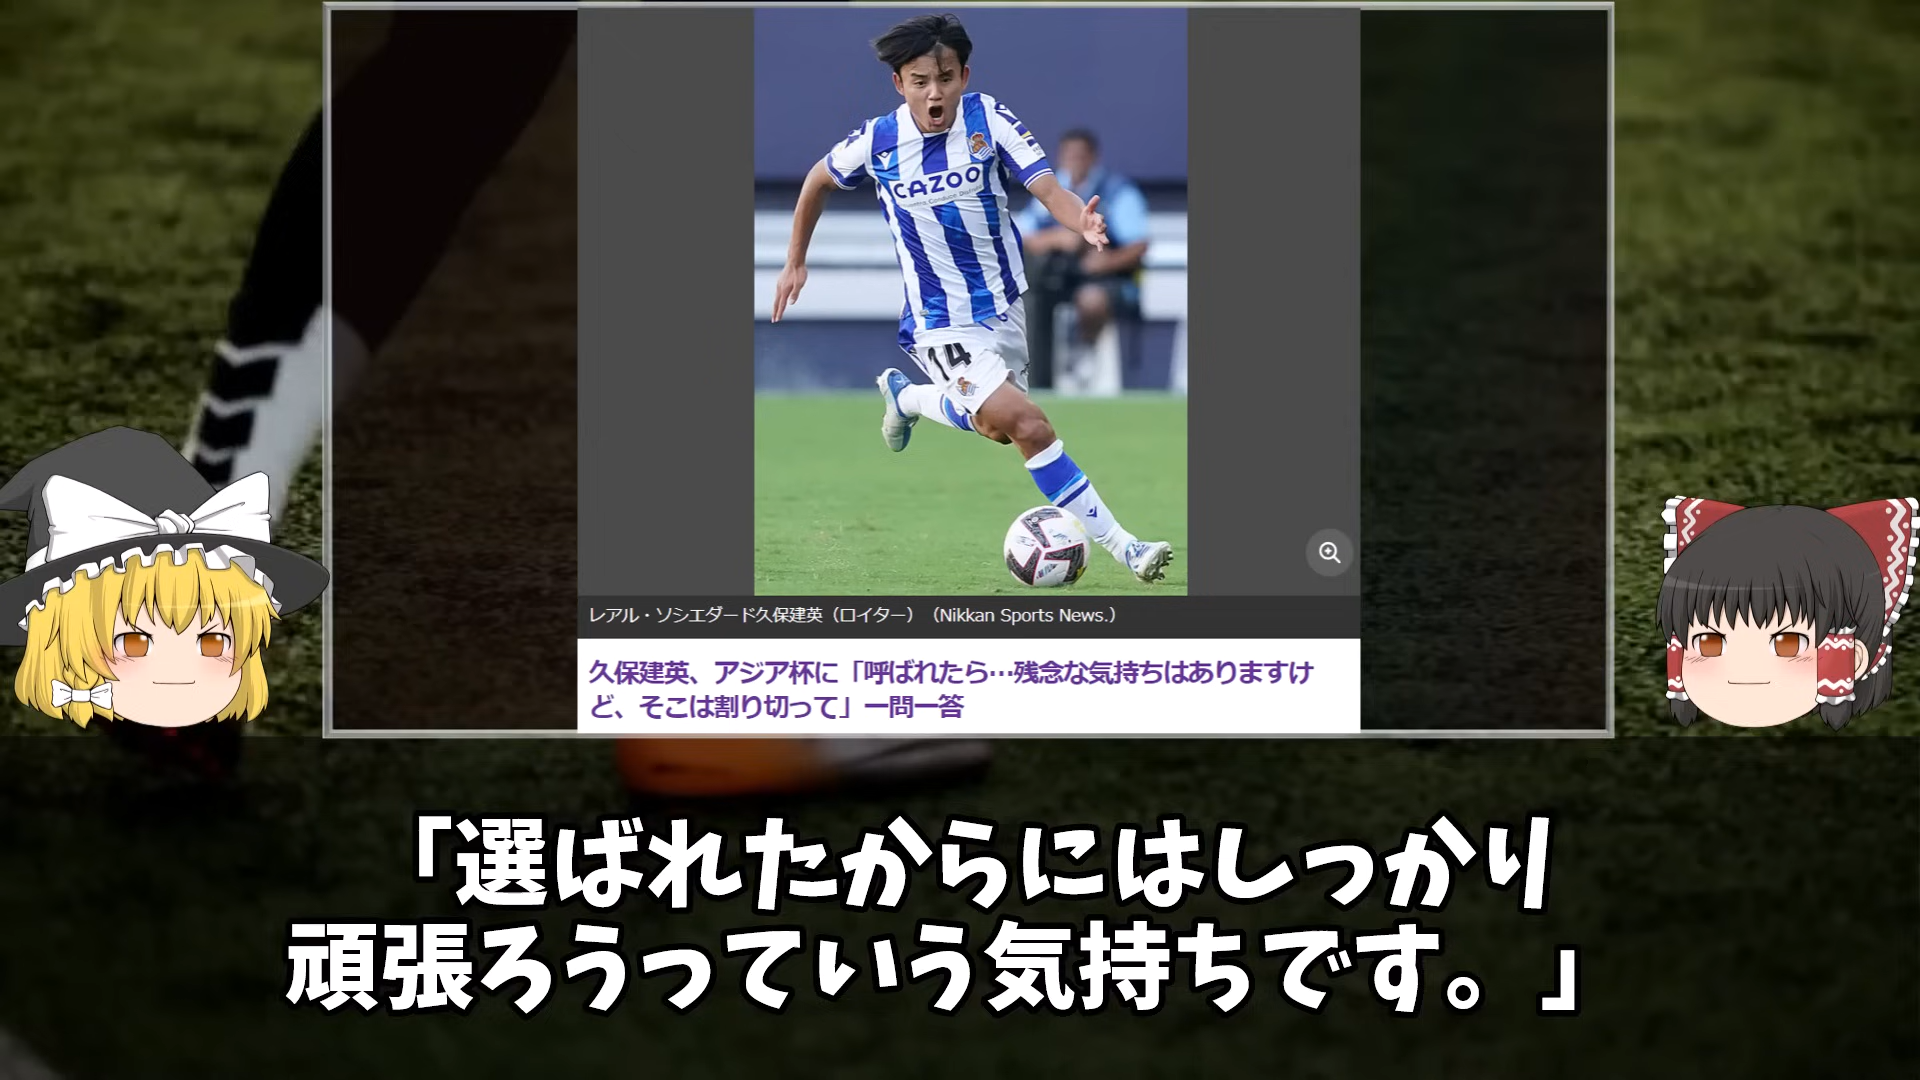 CAZOO
14
レアル・ソシエダード久保建英（ロイター）（Nikkan Sports News.）
久保建英、アジア杯に「呼ばれたら…残念な気持ちはありますけ
ど、そこは割り切って」一問一答
「選ばれたからにはしっかり
頑張ろうっていう気持ちです。」